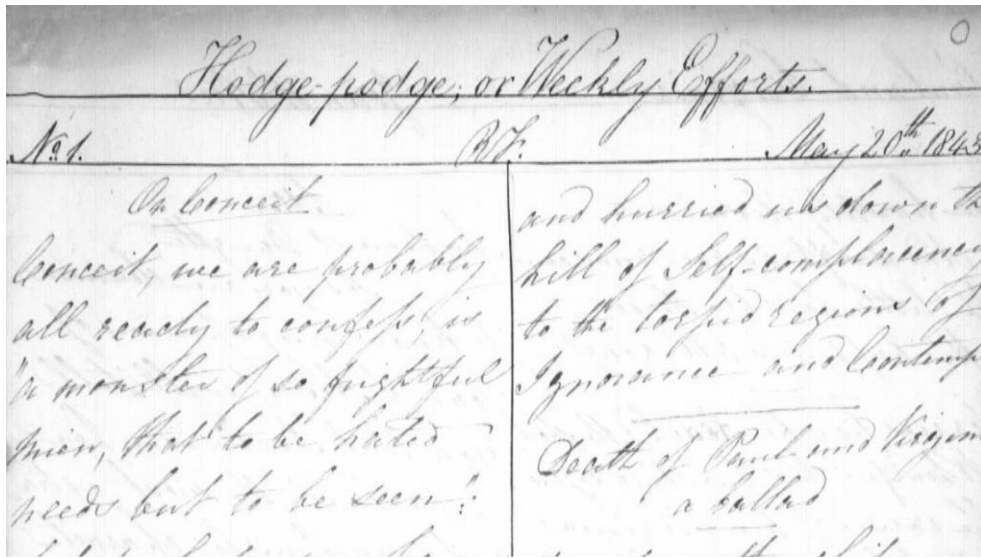 Hodge-podge; or Weekly Efforts.
No. 1.
May 20th 1843
On Conceit
Conceit, we are probably
all ready to confess, is
"a monster of so frightful
mien, that to be hated
needs but to be seen":
and hurried us down the
hill of Self-complacency
to the torpid regions of
Ignorance and Contemp
Death of Paul and Virgin
a ballad